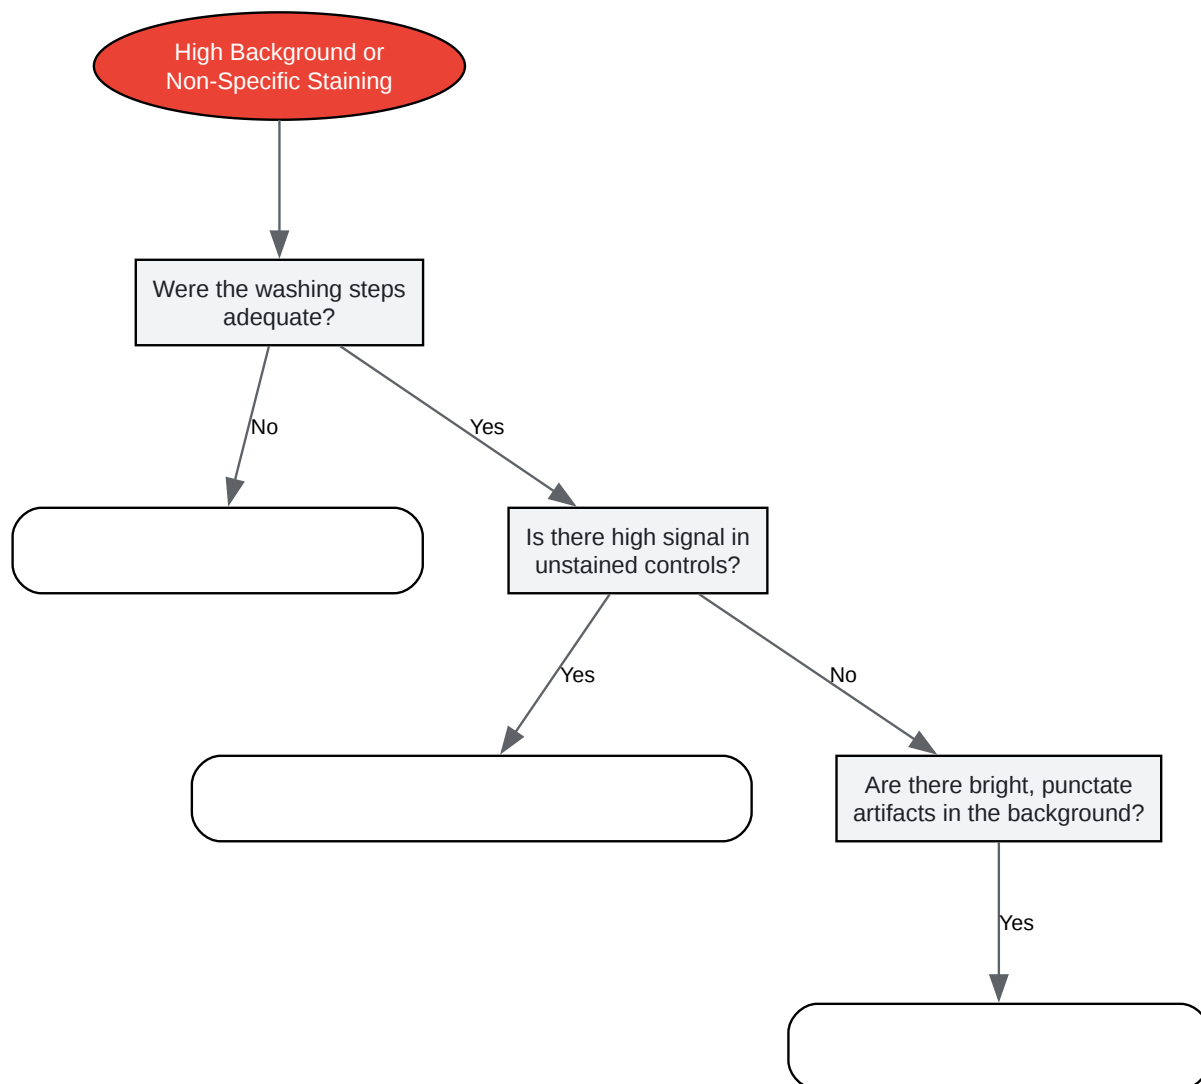 High Background or
Non-Specific Staining
Were the washing steps
adequate?
No
Yes
Is there high signal in
unstained controls?
Yes
No
Are there bright, punctate
artifacts in the background?
Yes